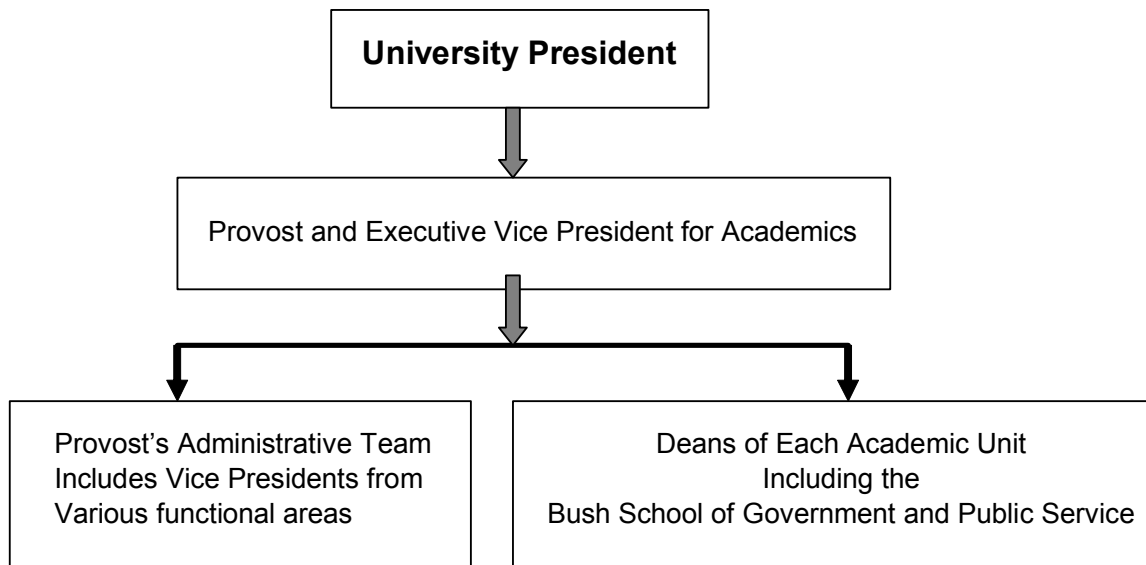 University President
Provost and Executive Vice President for Academics
Provost’s Administrative Team
Includes Vice Presidents from
Various functional areas
Deans of Each Academic Unit
Including the
Bush School of Government and Public Service